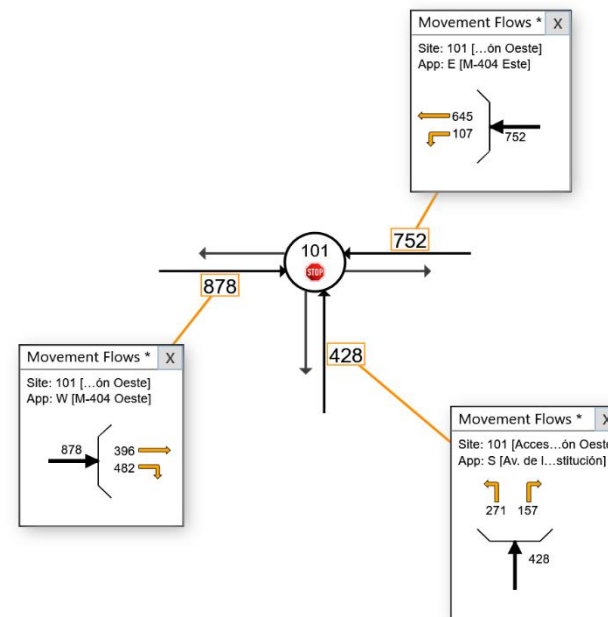 Movement Flows * X
Site: 101 [...ón Oeste]
App: E [M-404 Este]
645
107
752
101
STOP
752
878
428
Movement Flows * X
Site: 101 [...ón Oeste]
App: W [M-404 Oeste]
878
396
482
Movement Flows * X
Site: 101 [Acces...ón Oeste
App: S [Av. de l...stitución]
271 157
428